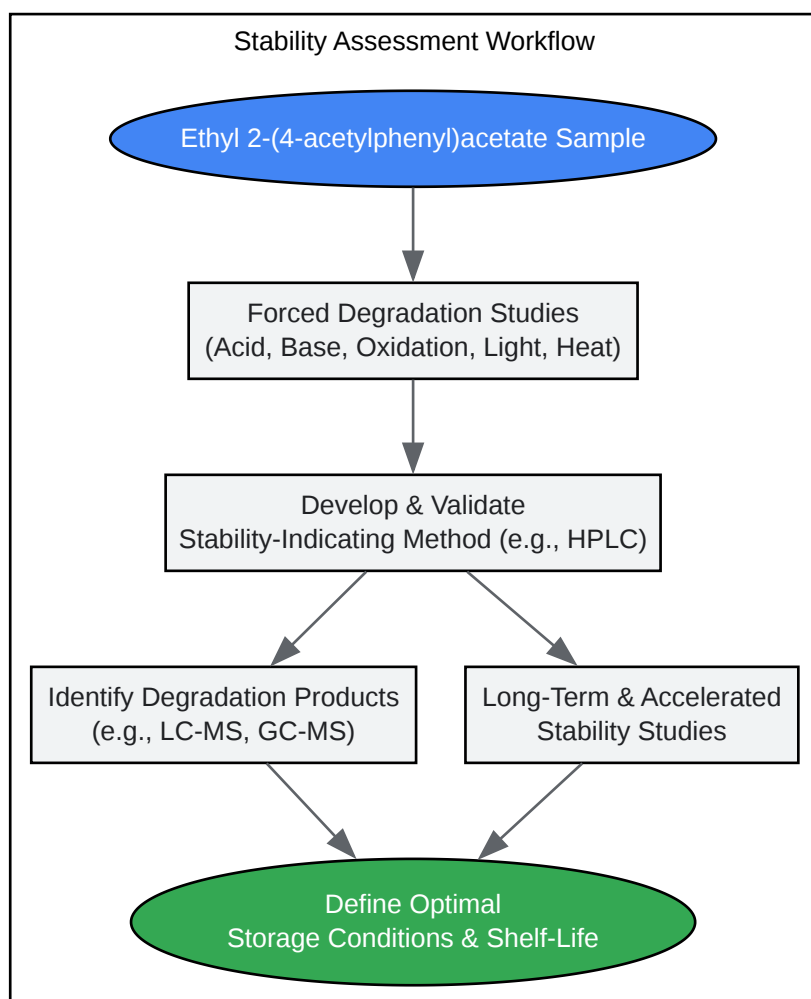 Stability Assessment Workflow
Ethyl 2-(4-acetylphenyl)acetate Sample
Forced Degradation Studies
(Acid, Base, Oxidation, Light, Heat)
Develop & Validate
Stability-Indicating Method (e.g., HPLC)
Identify Degradation Products
(e.g., LC-MS, GC-MS)
Long-Term & Accelerated
Stability Studies
Define Optimal
Storage Conditions & Shelf-Life